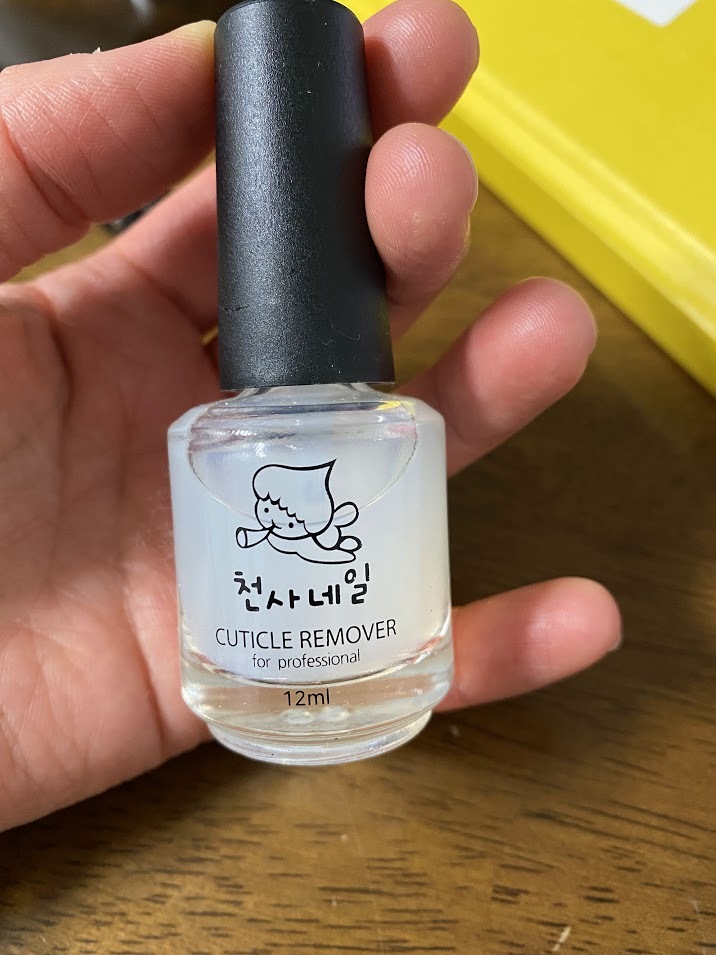 천사네일
CUTICLE REMOVER
for professional
12ml